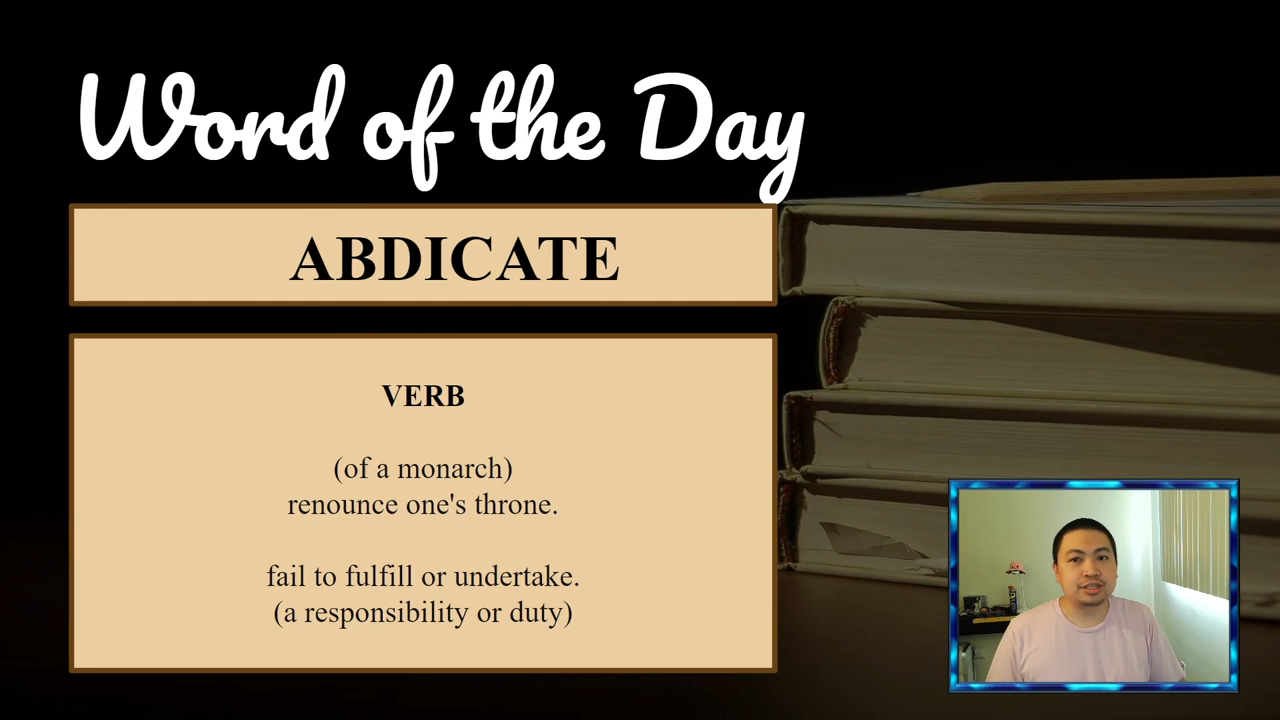 Word of the Day
ABDICATE
VERB
(of a monarch)
renounce one's throne.
fail to fulfill or undertake.
(a responsibility or duty)